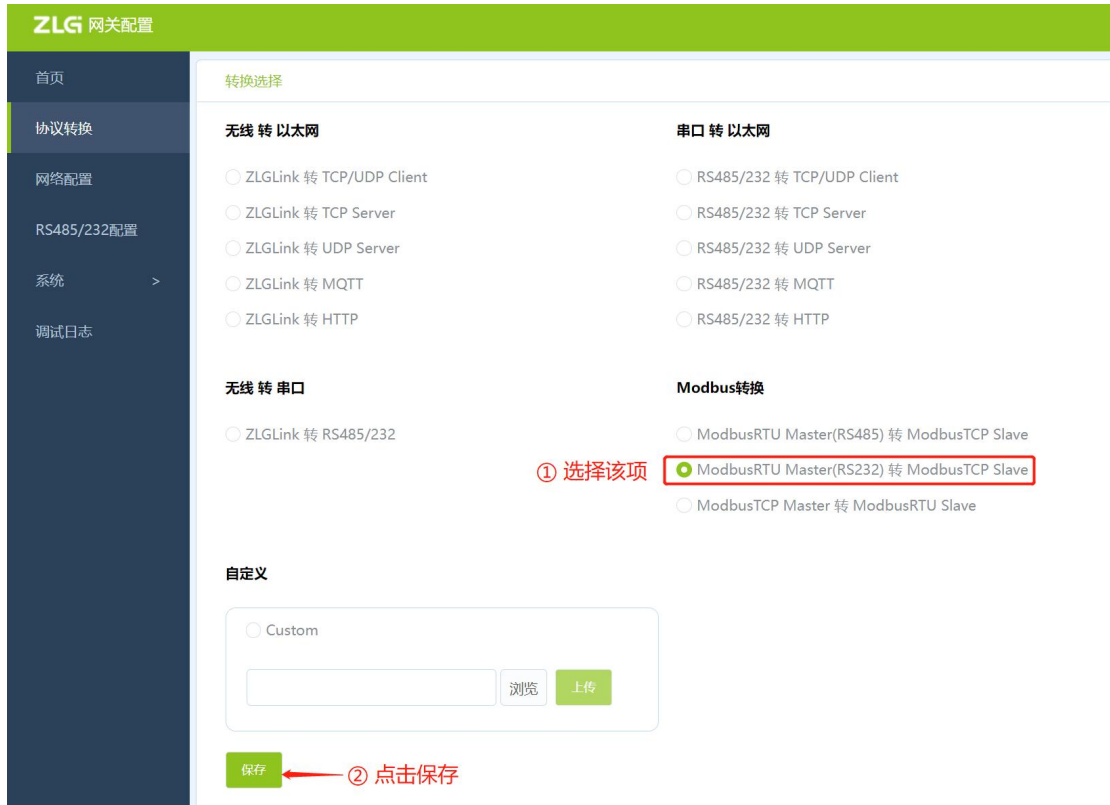 ZLG 网关配置
首页
协议转换
网络配置
RS485/232配置
系统 >
调试日志
转换选择
无线 转 以太网
ZLGLink 转 TCP/UDP Client
ZLGLink 转 TCP Server
ZLGLink 转 UDP Server
ZLGLink 转 MQTT
ZLGLink 转 HTTP
串口 转 以太网
RS485/232 转 TCP/UDP Client
RS485/232 转 TCP Server
RS485/232 转 UDP Server
RS485/232 转 MQTT
RS485/232 转 HTTP
无线 转 串口
ZLGLink 转 RS485/232
Modbus转换
ModbusRTU Master(RS485) 转 ModbusTCP Slave
① 选择该项
ModbusRTU Master(RS232) 转 ModbusTCP Slave
ModbusTCP Master 转 ModbusRTU Slave
自定义
Custom
浏览
上传
保存
② 点击保存